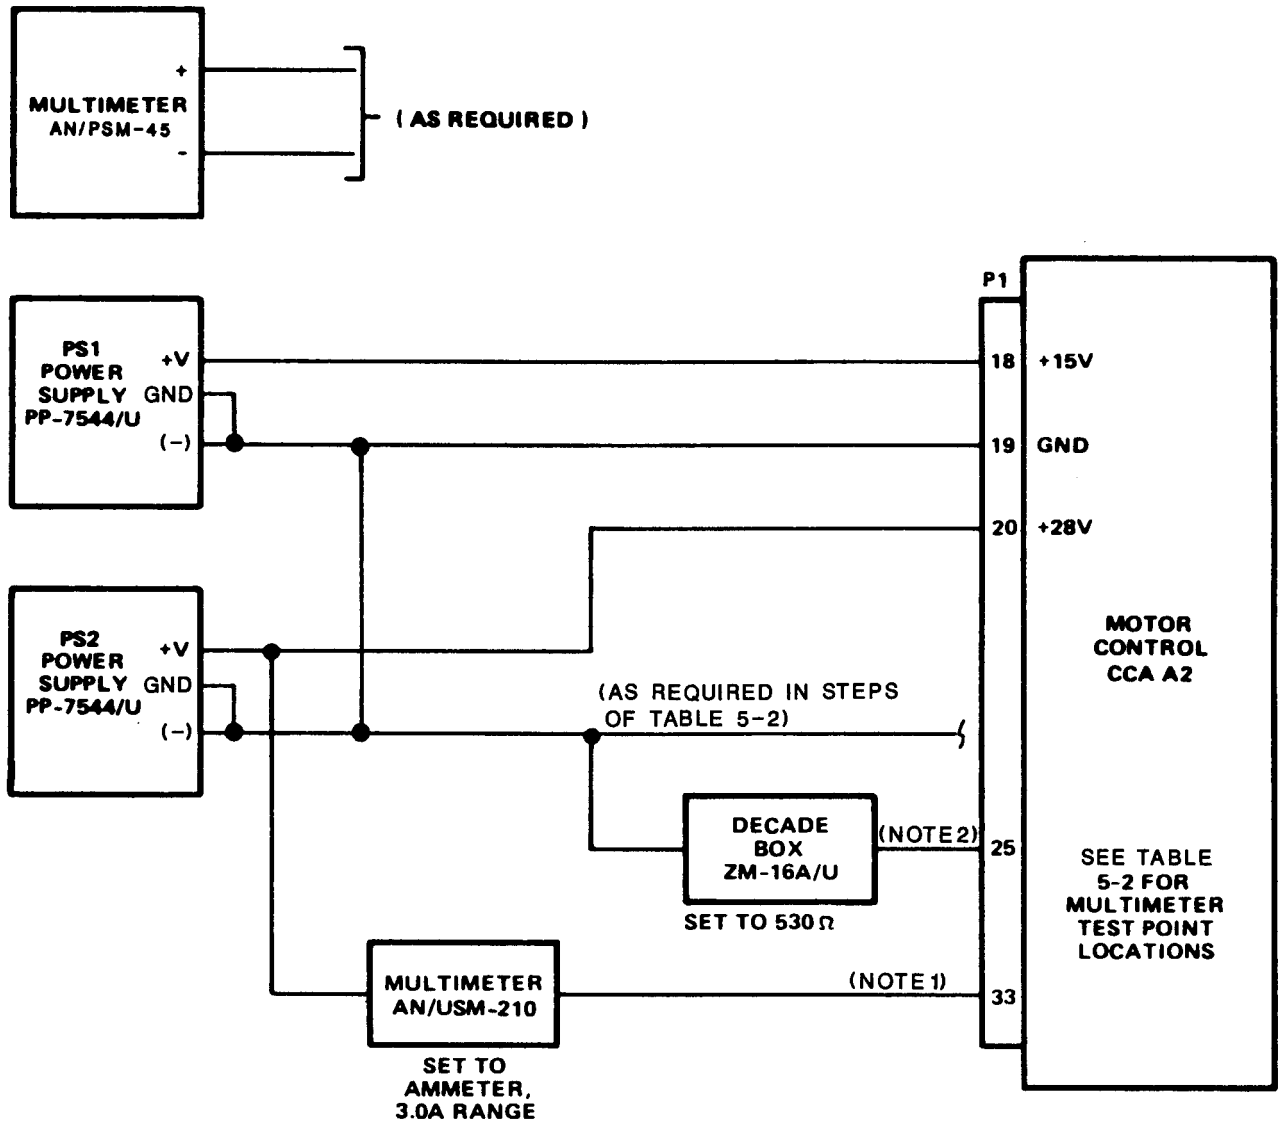 +
MULTIMETER
AN/PSM-45
-
( AS REQUIRED )
P1
PS1
POWER
SUPPLY
PP-7544/U
+V
GND
(-)
18 +15V
19 GND
20 +28V
PS2
POWER
SUPPLY
PP-7544/U
+V
GND
(-)
MOTOR
CONTROL
CCA A2
(AS REQUIRED IN STEPS
OF TABLE 5-2)
DECADE
BOX
ZM-16A/U
(NOTE 2)
25
SET TO 530 Ω
SEE TABLE
5-2 FOR
MULTIMETER
TEST POINT
LOCATIONS
MULTIMETER
AN/USM-210
(NOTE 1)
33
SET TO
AMMETER,
3.0A RANGE